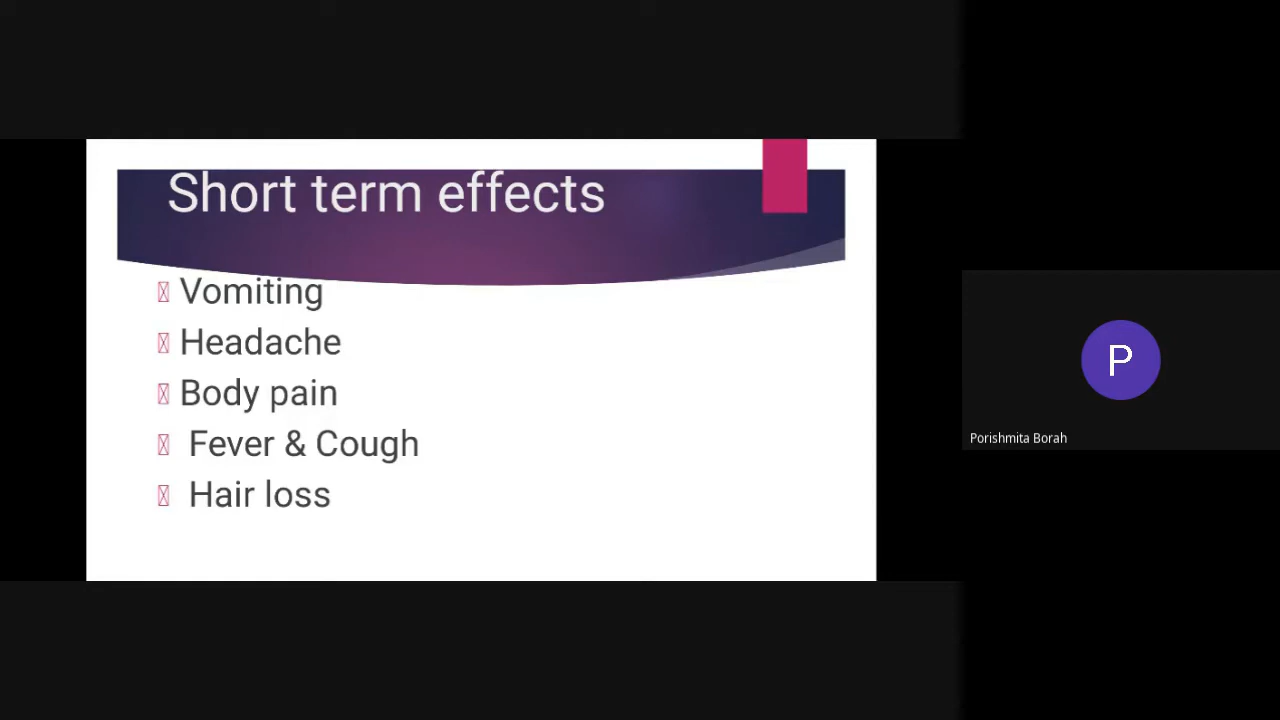 Short term effects
Vomiting
Headache
Body pain
Fever & Cough
Hair loss
P
Porishmita Borah